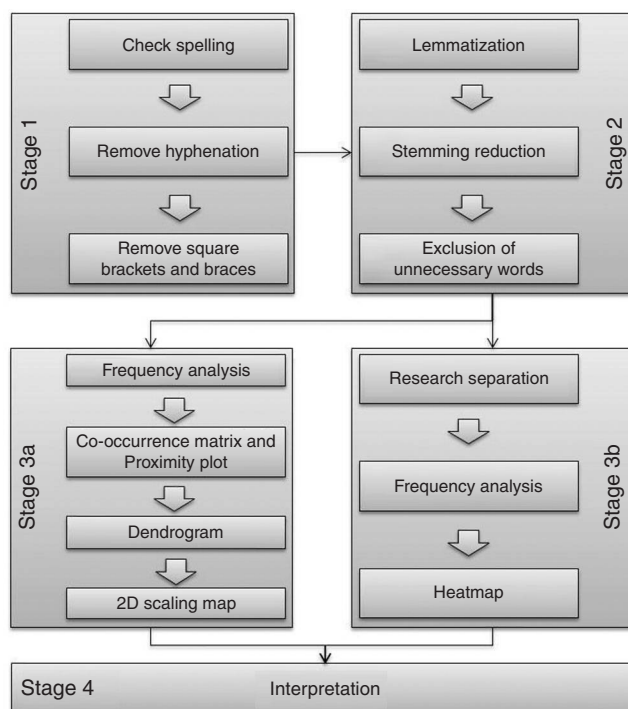 Stage 1
Check spelling
Remove hyphenation
Remove square
brackets and braces
Stage 2
Lemmatization
Stemming reduction
Exclusion of
unnecessary words
Stage 3a
Frequency analysis
Co-occurrence matrix and
Proximity plot
Dendrogram
2D scaling map
Stage 3b
Research separation
Frequency analysis
Heatmap
Stage 4
Interpretation